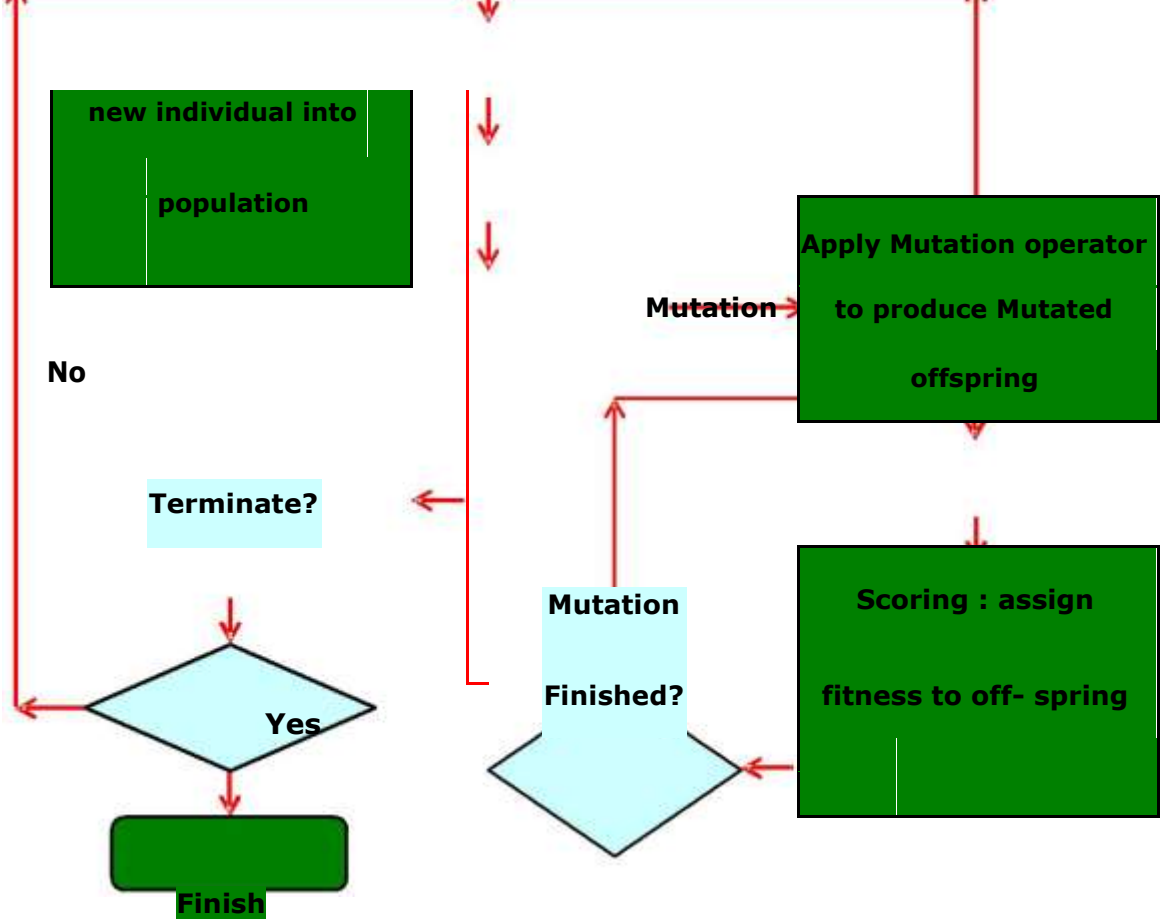 new individual into
population
Apply Mutation operator
Mutation
to produce Mutated
offspring
No
Terminate?
Mutation
Finished?
Scoring : assign
fitness to off- spring
Yes
Finish